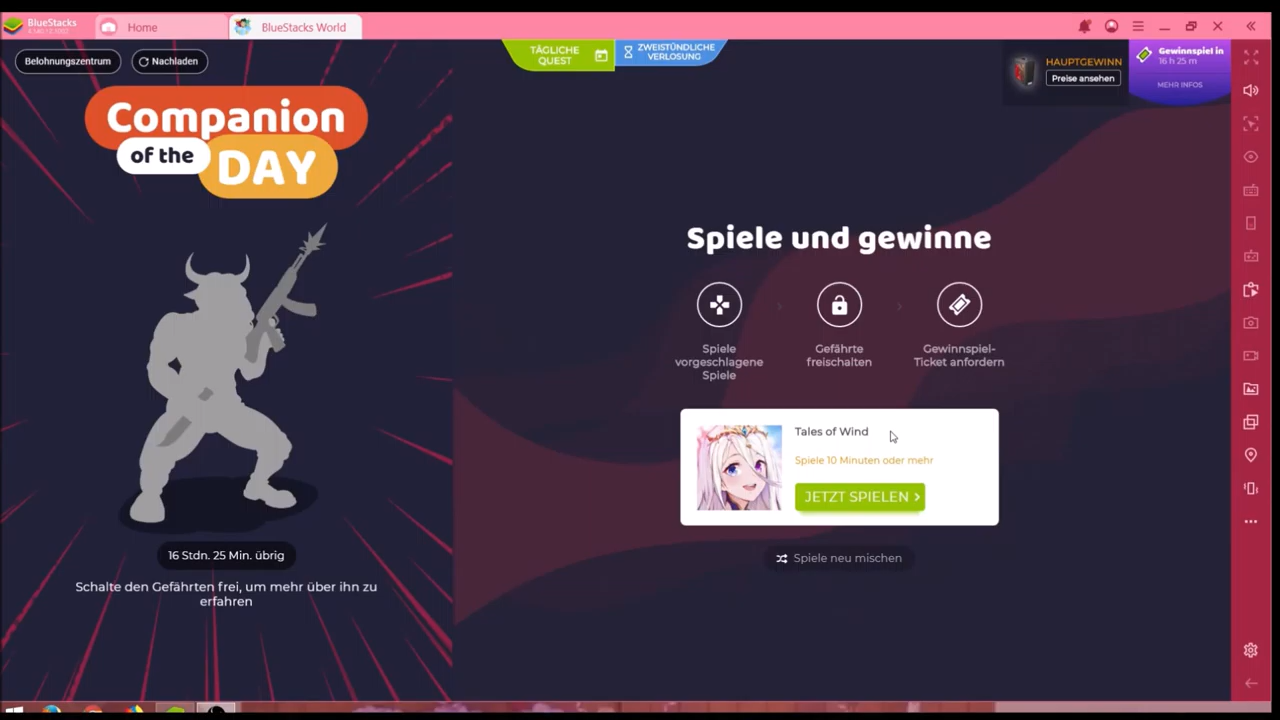 BlueStacks
Home
BlueStacks World
Belohnungszentrum
Nachladen
TÄGLICHE
QUEST
ZWEISTÜNDLICHE
VERLOSUNG
HAUPTGEWINN
Preise ansehen
Gewinnspiel in
16 h 25 m
MEHR INFOS
Companion
of the
DAY
Spiele und gewinne
Spiele
vorgeschlagene
Spiele
Gefährte
freischalten
Gewinnspiel-
Ticket anfordern
Tales of Wind
Spiele 10 Minuten oder mehr
JETZT SPIELEN
Spiele neu mischen
16 Stdn. 25 Min. übrig
Schalte den Gefährten frei, um mehr über ihn zu
erfahren